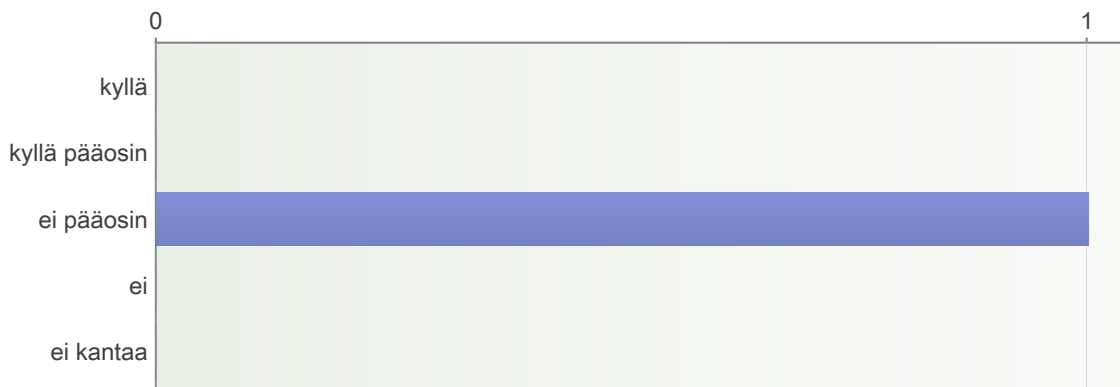 0 1
kyllä
kyllä pääosin
ei pääosin
ei
ei kantaa